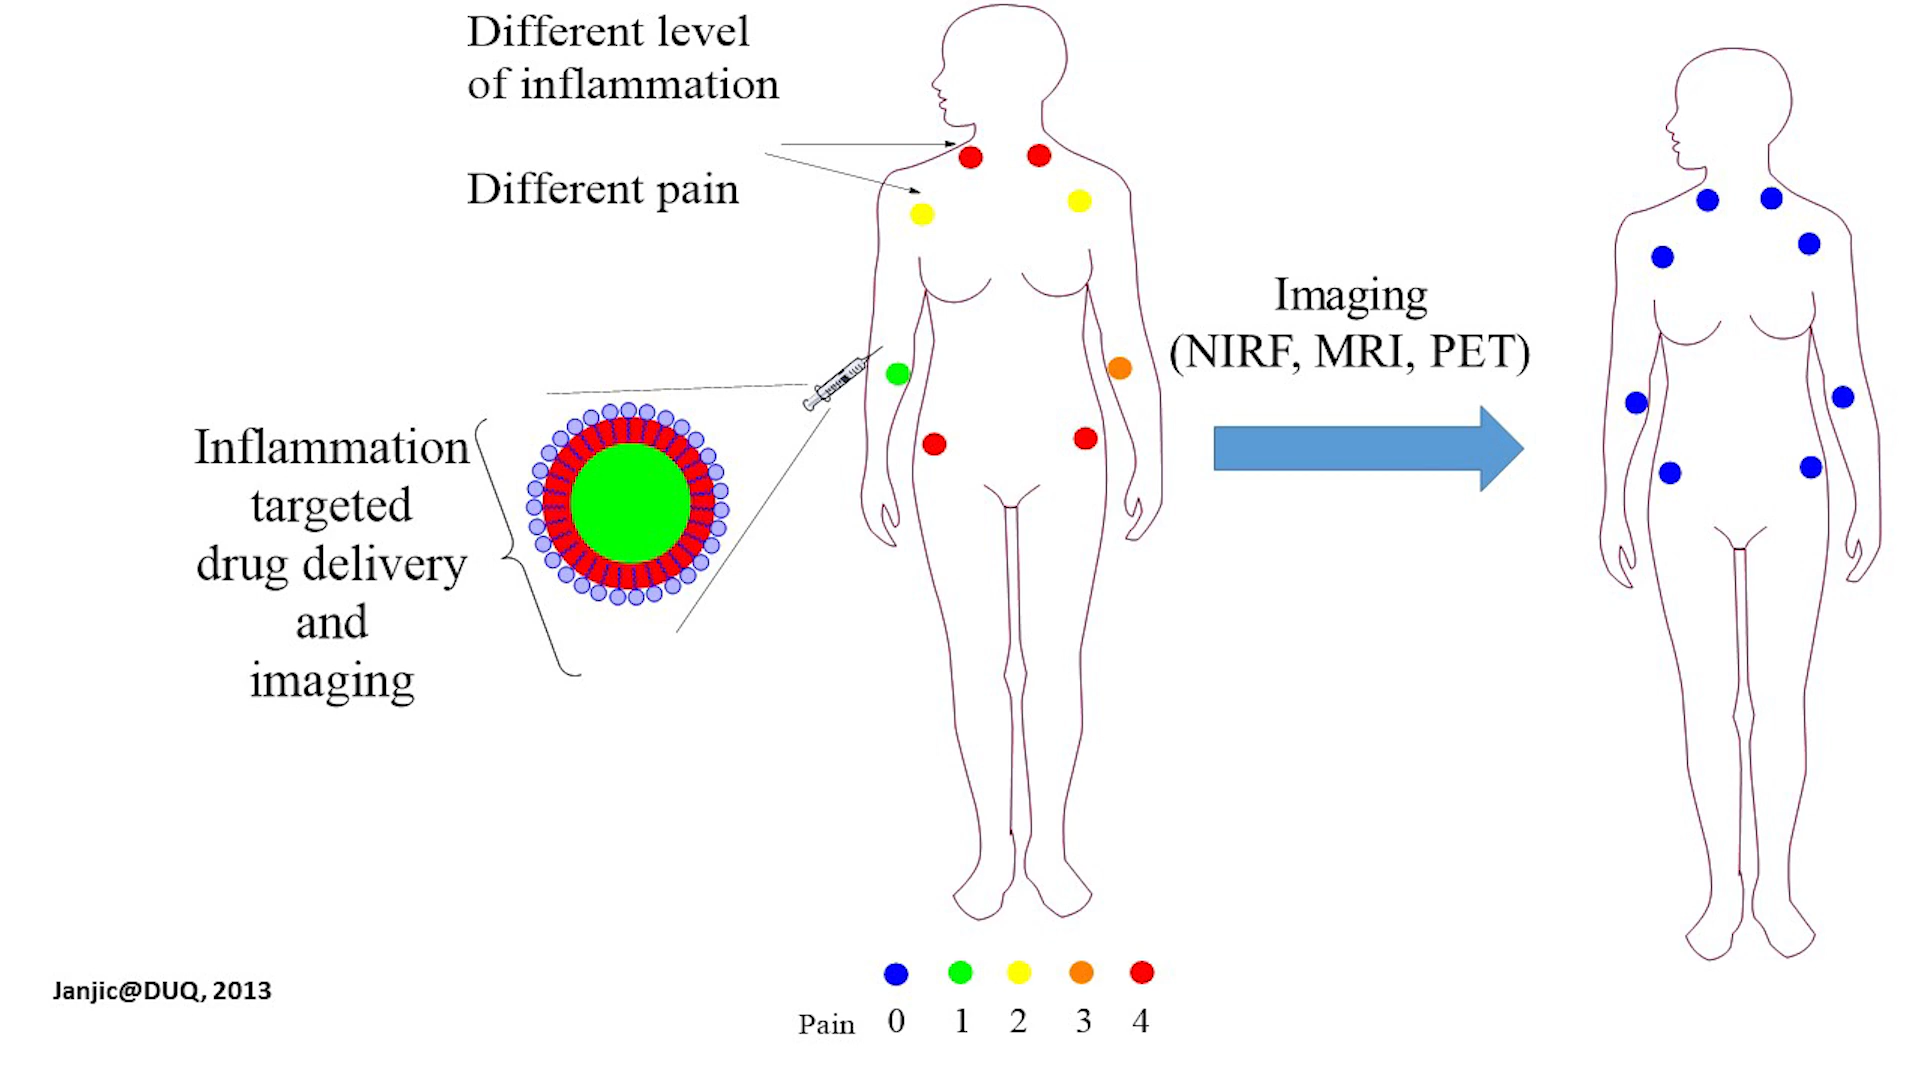 Different level
of inflammation
Different pain
Imaging
(NIRF, MRI, PET)
Inflammation
targeted
drug delivery
and
imaging
Janjic@DUQ, 2013
Pain 0 1 2 3 4